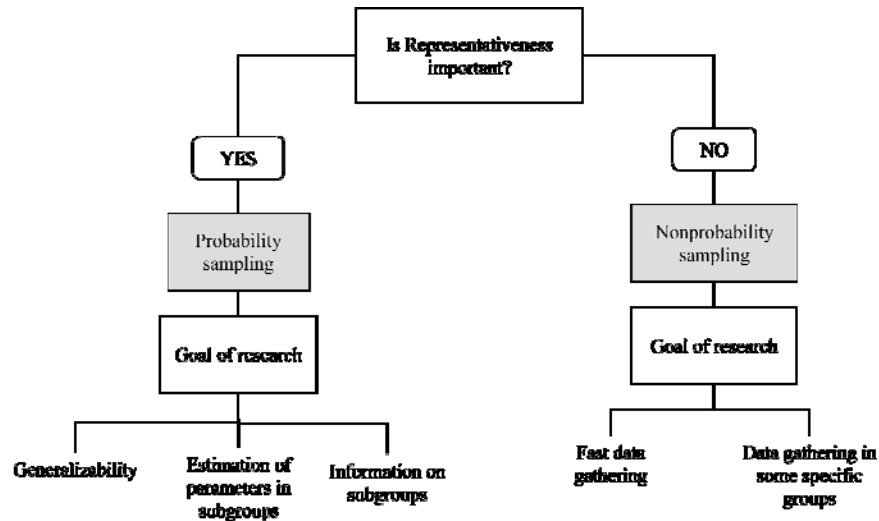 Is Representativeness
important?
YES
NO
Probability
sampling
Nonprobability
sampling
Goal of research
Goal of research
Generalizability
Estimation of
parameters in
subgroups
Information on
subgroups
Fast data
gathering
Data gathering in
some specific
groups